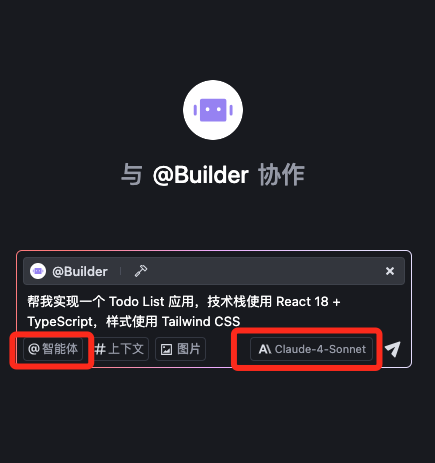 与 @Builder 协作
@Builder
帮我实现一个 Todo List 应用，技术栈使用 React 18 +
TypeScript，样式使用 Tailwind CSS
@智能体 #上下文 图片 A\ Claude-4-Sonnet